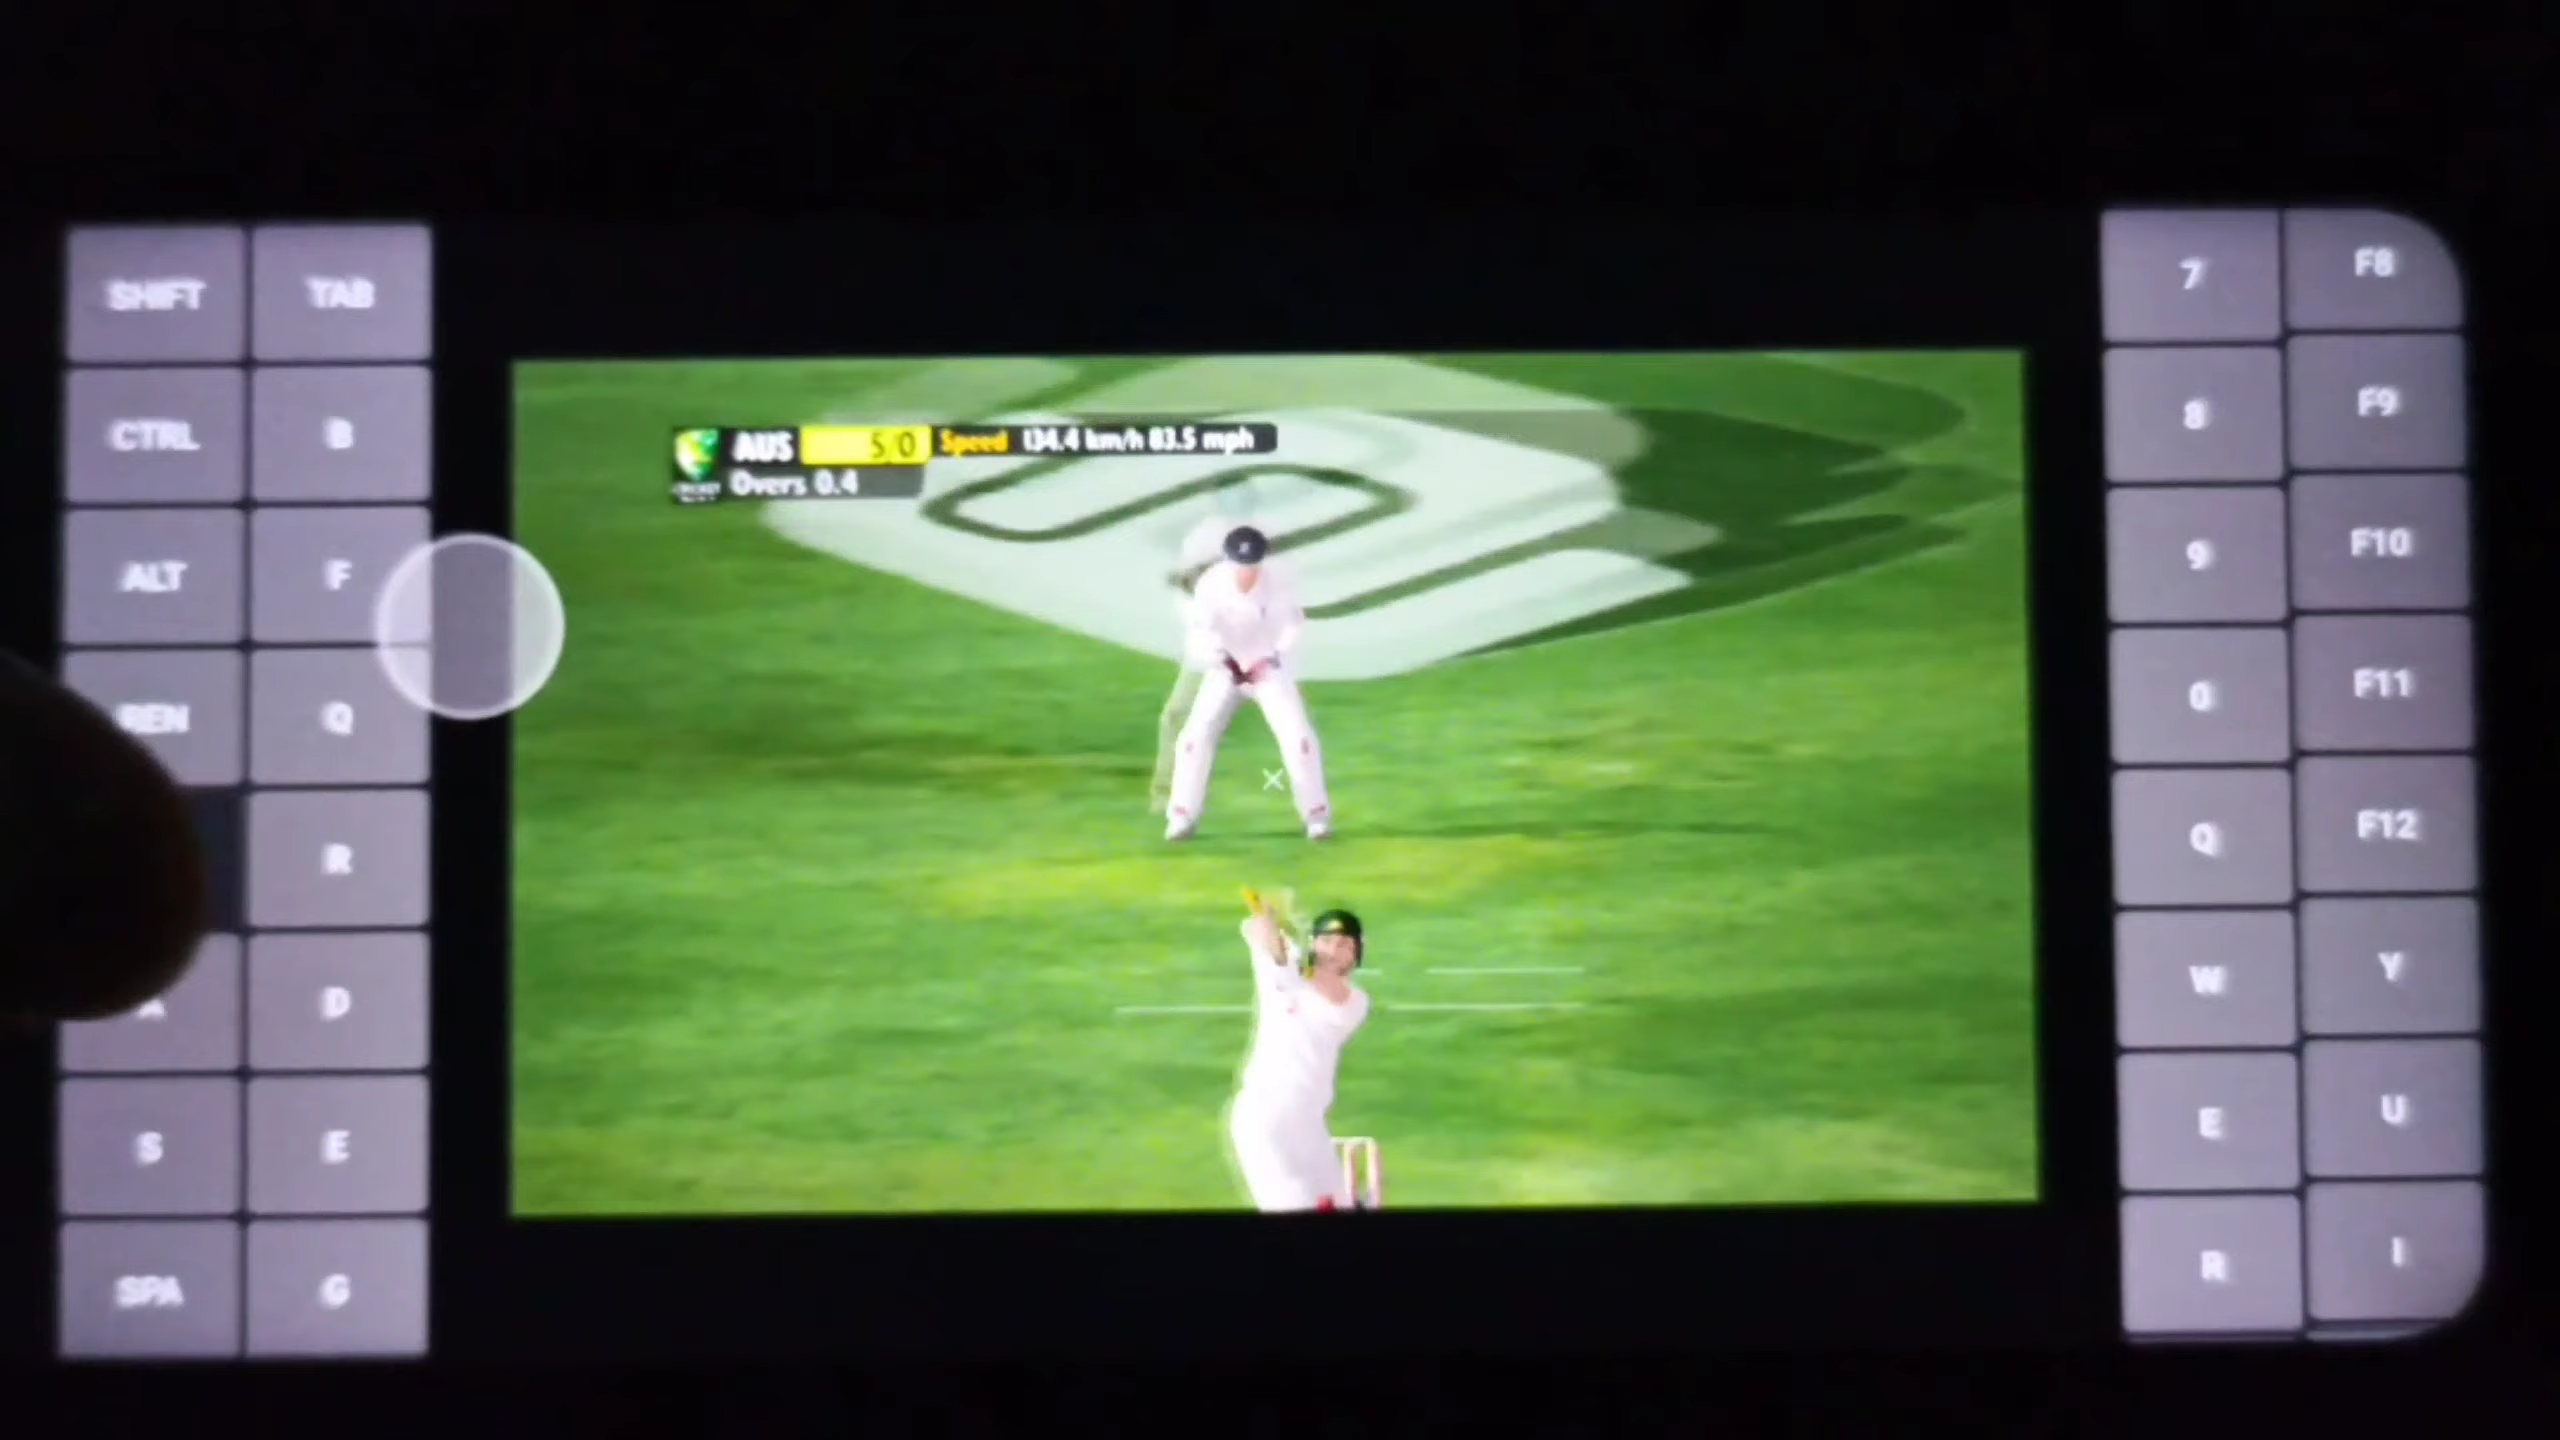 SHIFT TAB
CTRL B
ALT F
REN Q
R
A D
S E
SPA G
AUS 5/0 Speed 134.4 km/h 83.5 mph
Overs 0.4
7 F8
8 F9
9 F10
0 F11
Q F12
W Y
E U
R I